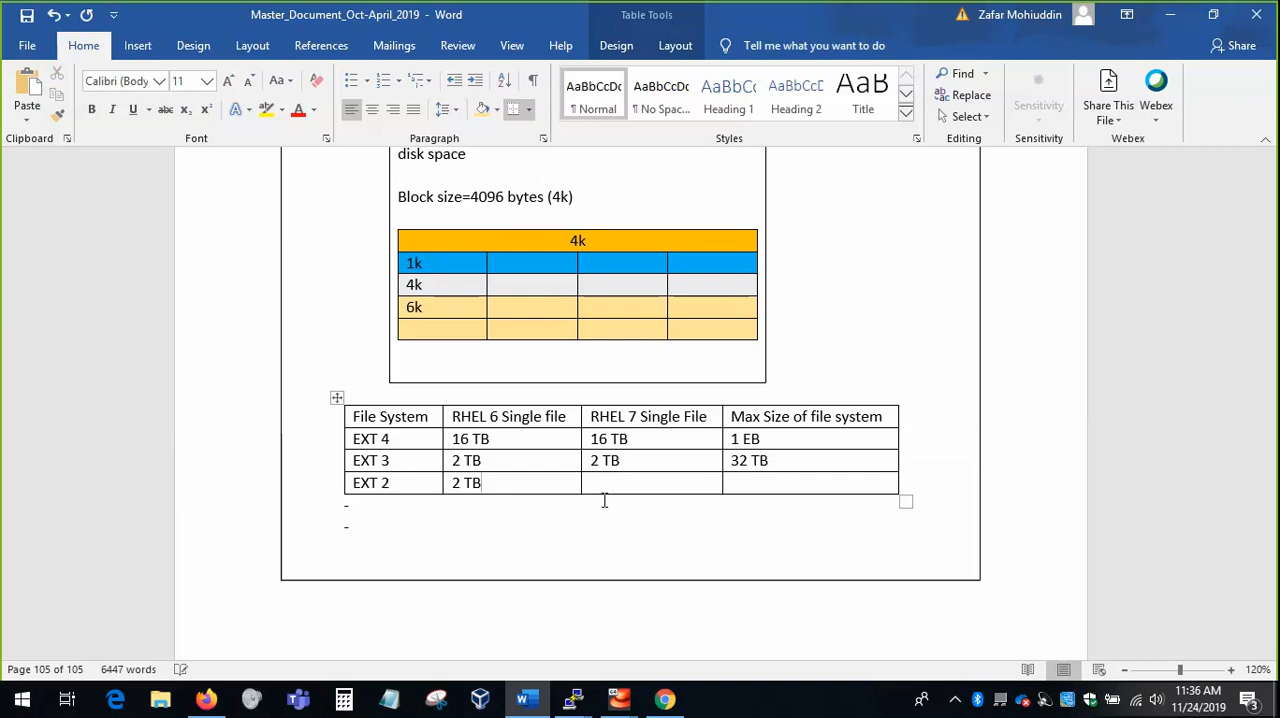 Master_Document_Oct-April_2019 - Word
Table Tools
Zafar Mohiuddin
File Home Insert Design Layout References Mailings Review View Help Design Layout Tell me what you want to do Share
Paste
Calibri (Body) 11
Clipboard
Font
Paragraph
AaBbCcDc AaBbCcDc AaBbCc AaBbCcD AaB
¶ Normal ¶ No Spac... Heading 1 Heading 2 Title
Styles
Find
Replace
Select
Editing
Sensitivity
Sensitivity
Share This File
Webex
Webex
disk space
Block size=4096 bytes (4k)
4k
1k
4k
6k
File System RHEL 6 Single file RHEL 7 Single File Max Size of file system
EXT 4 16 TB 16 TB 1 EB
EXT 3 2 TB 2 TB 32 TB
EXT 2 2 TB
-
-
Page 105 of 105 6447 words 120%
11:36 AM
11/24/2019
3